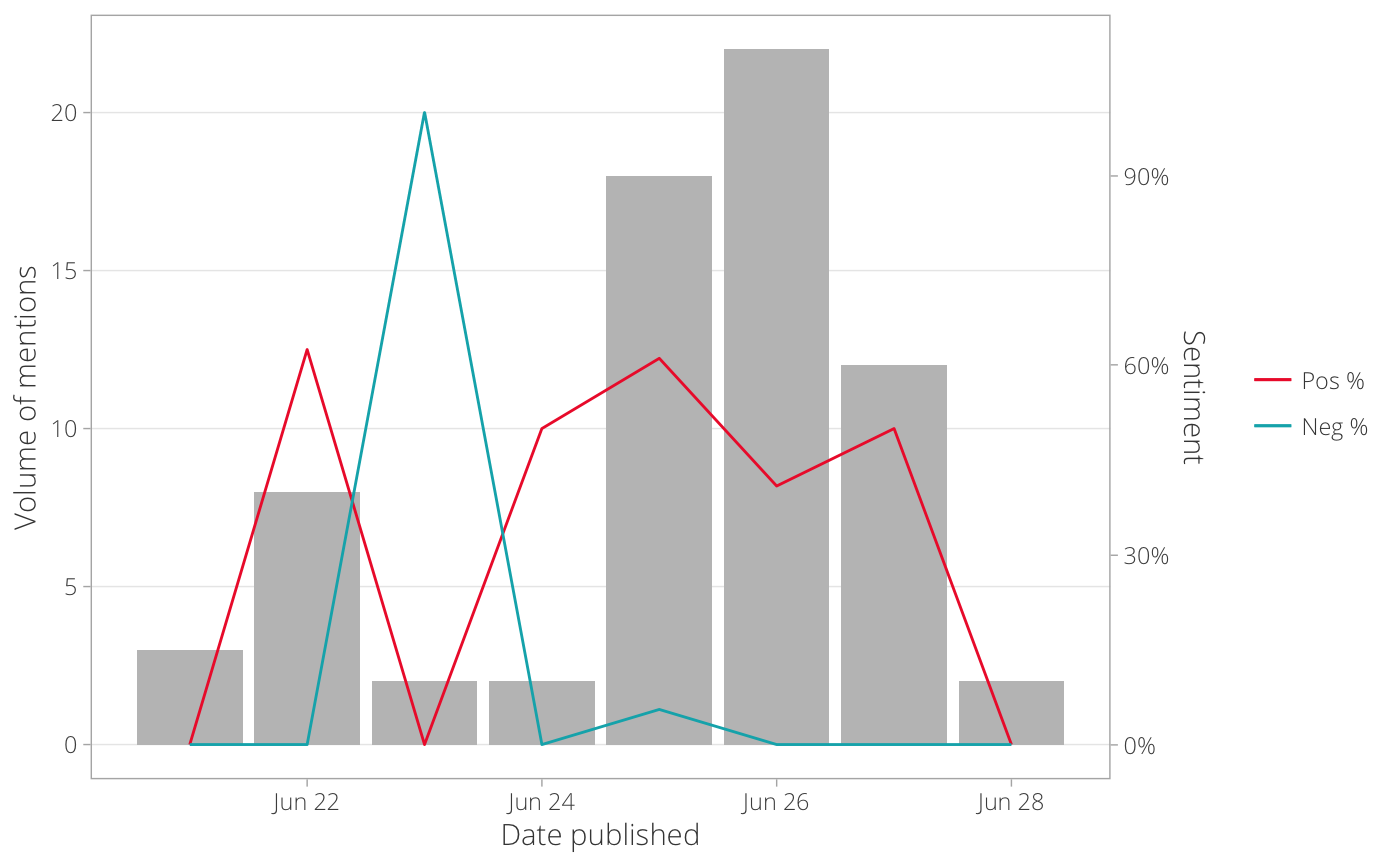 Volume of mentions
20
15
10
5
0
90%
60%
30%
0%
Sentiment
Pos %
Neg %
Jun 22
Jun 24
Jun 26
Jun 28
Date published